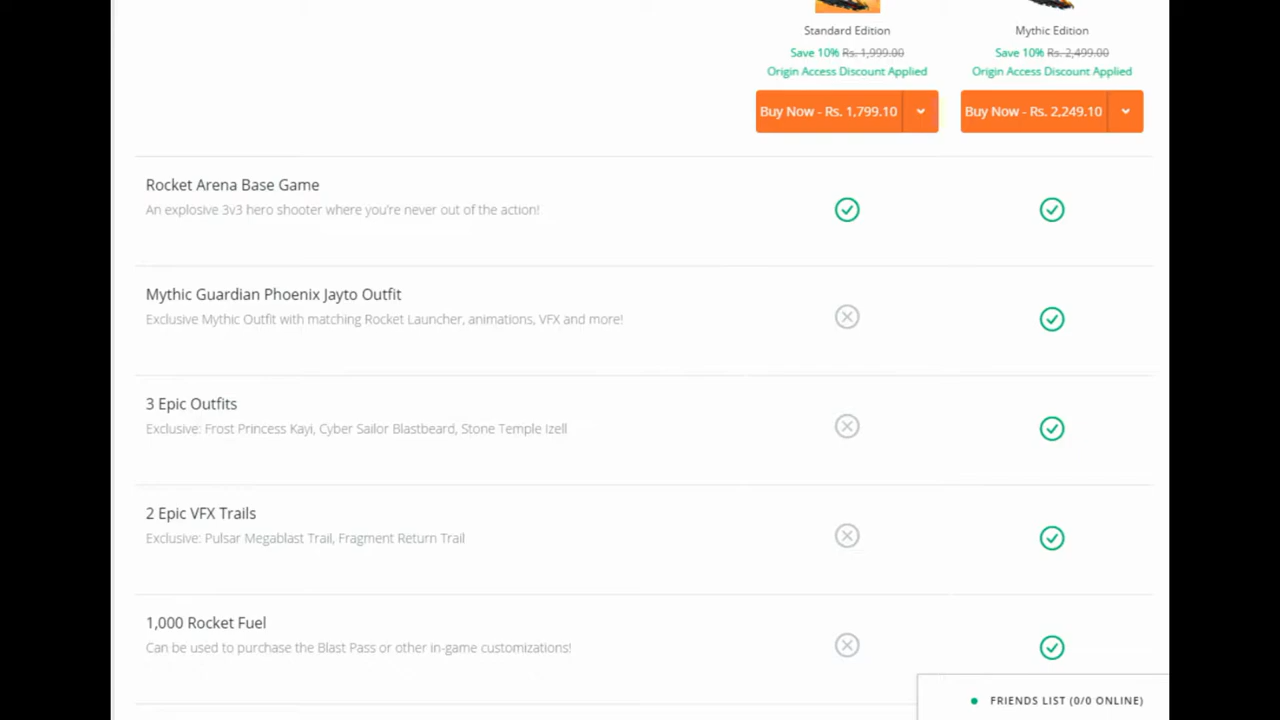 Standard Edition
Mythic Edition
Save 10% Rs. 1,999.00
Save 10% Rs. 2,499.00
Origin Access Discount Applied
Origin Access Discount Applied
Buy Now - Rs. 1,799.10
Buy Now - Rs. 2,249.10
Rocket Arena Base Game
An explosive 3v3 hero shooter where you're never out of the action!
Mythic Guardian Phoenix Jayto Outfit
Exclusive Mythic Outfit with matching Rocket Launcher, animations, VFX and more!
3 Epic Outfits
Exclusive: Frost Princess Kayi, Cyber Sailor Blastbeard, Stone Temple Izell
2 Epic VFX Trails
Exclusive: Pulsar Megablast Trail, Fragment Return Trail
1,000 Rocket Fuel
Can be used to purchase the Blast Pass or other in-game customizations!
FRIENDS LIST (0/0 ONLINE)